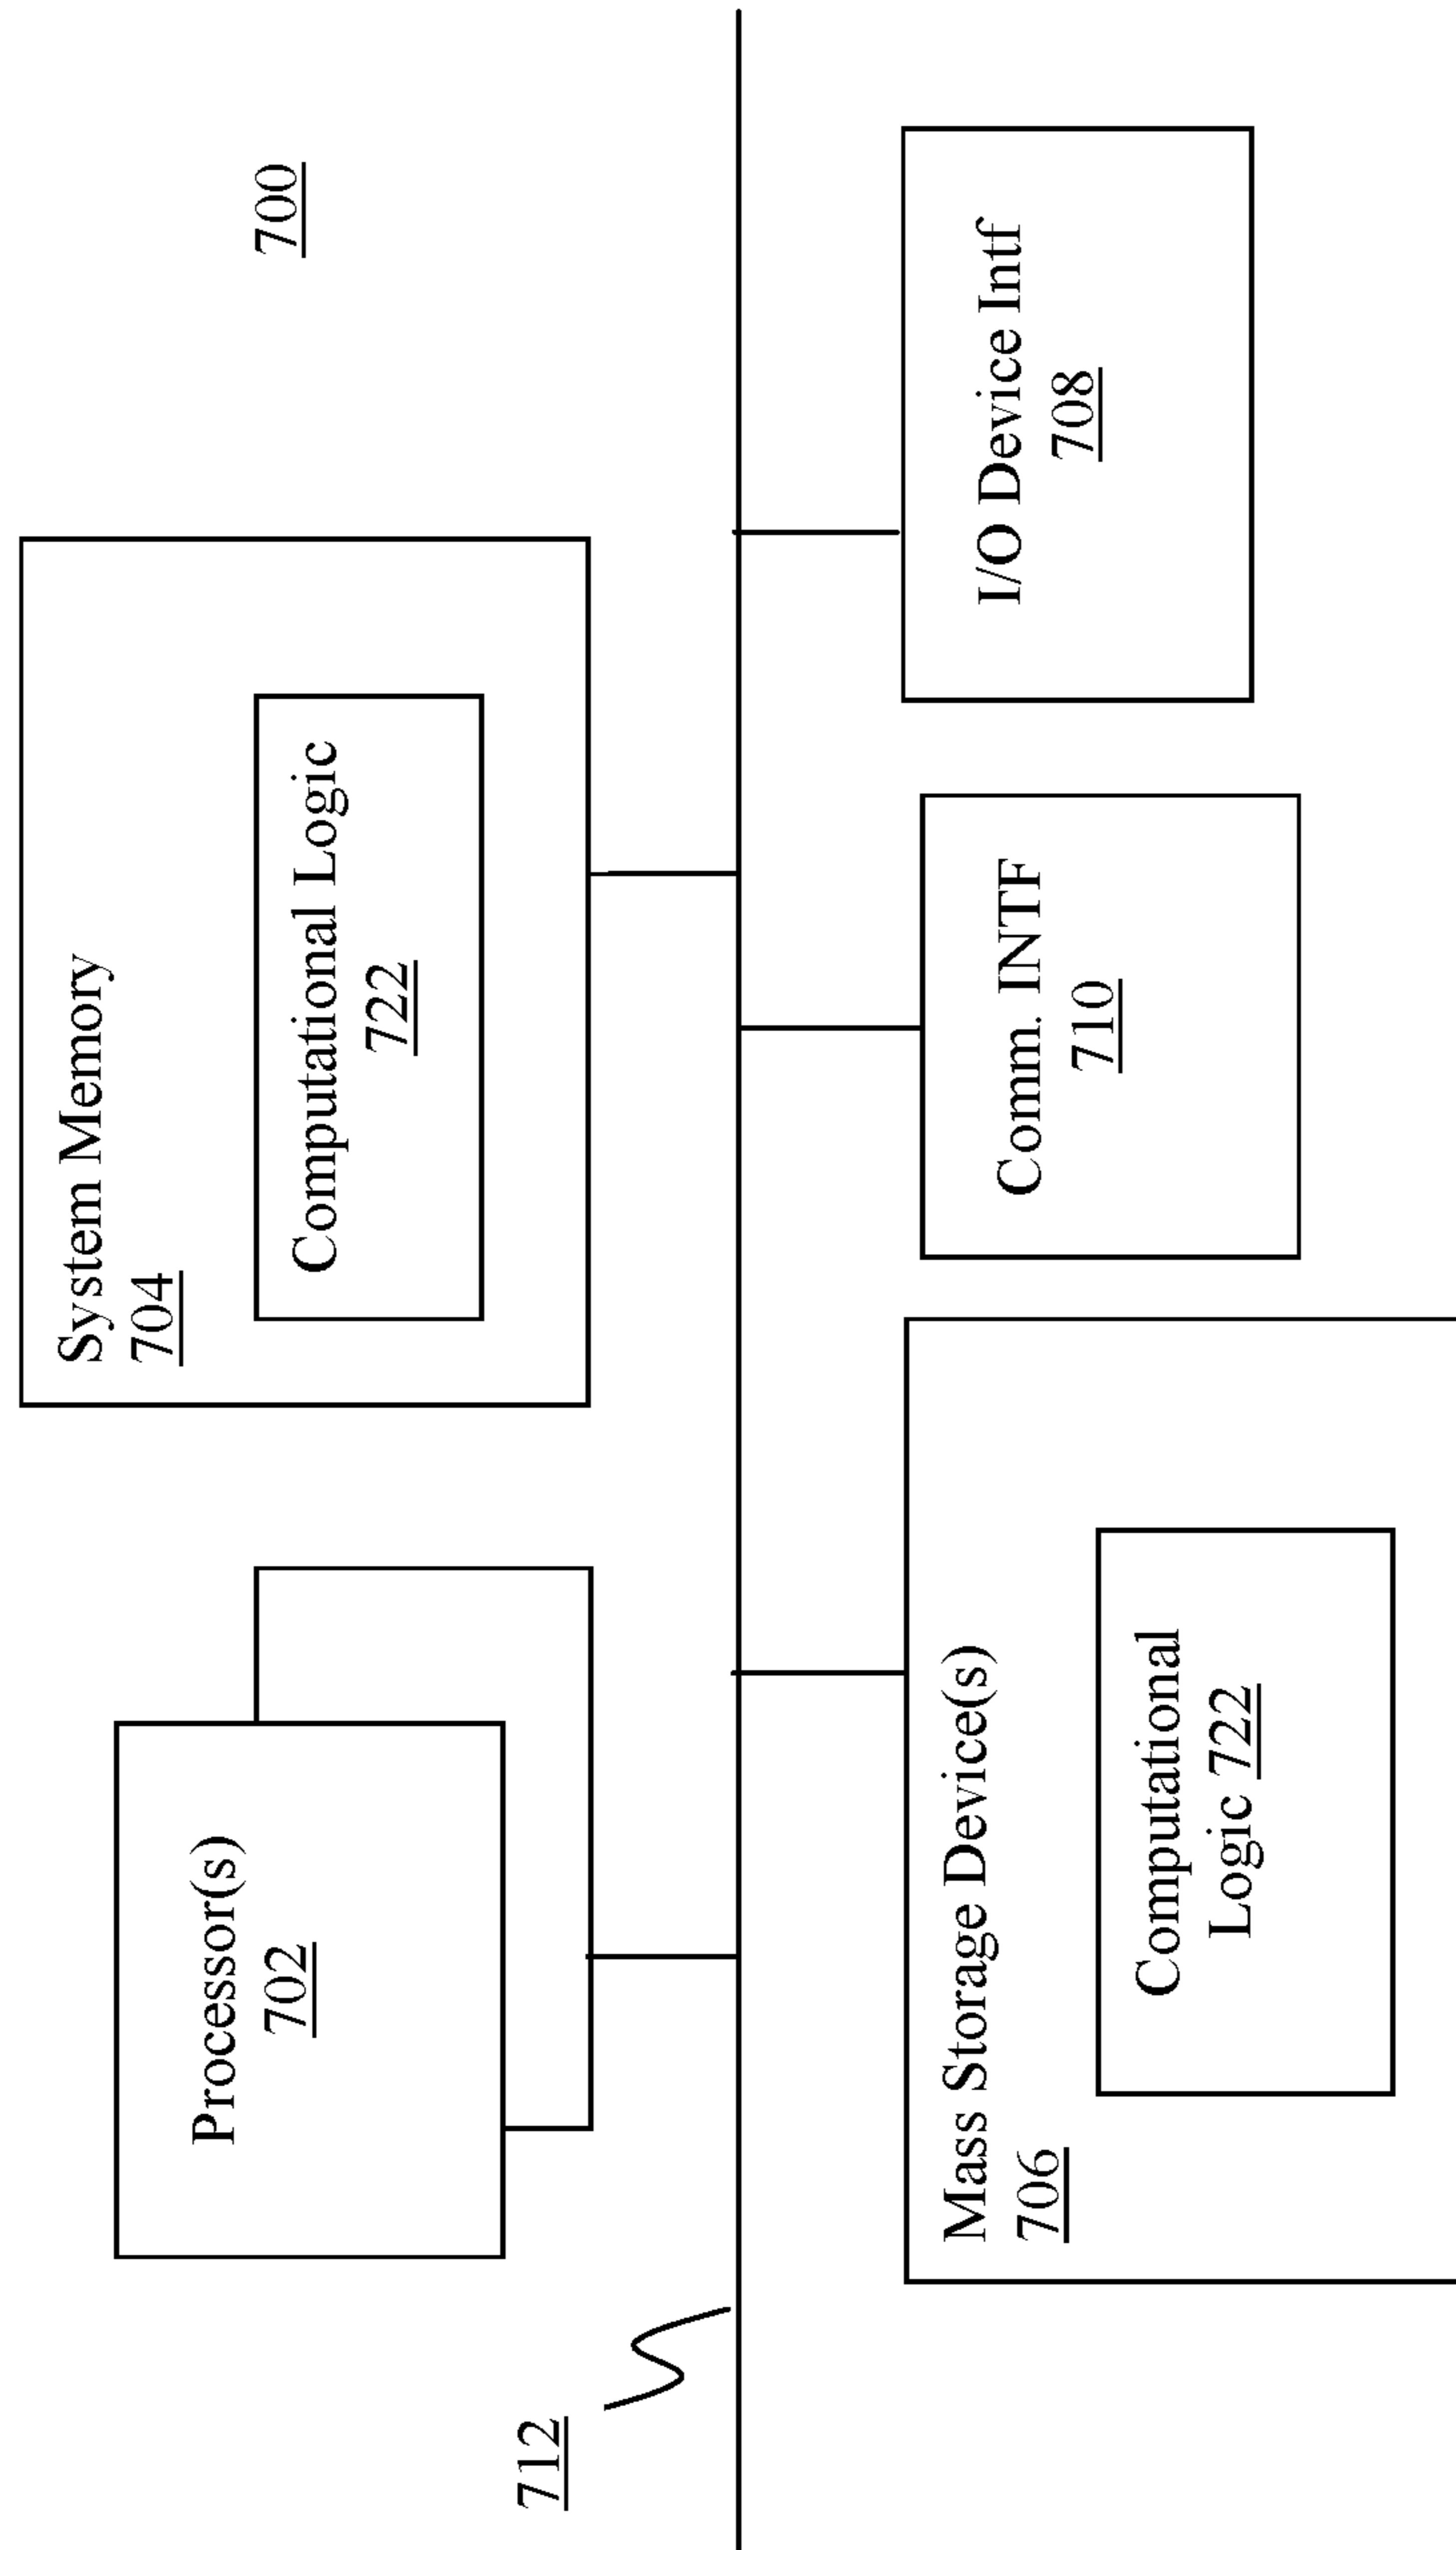 700
System Memory
704
Computational Logic
722
Processor(s)
702
712
Mass Storage Device(s)
706
Computational
Logic 722
Comm. INTF
710
I/O Device Intf
708